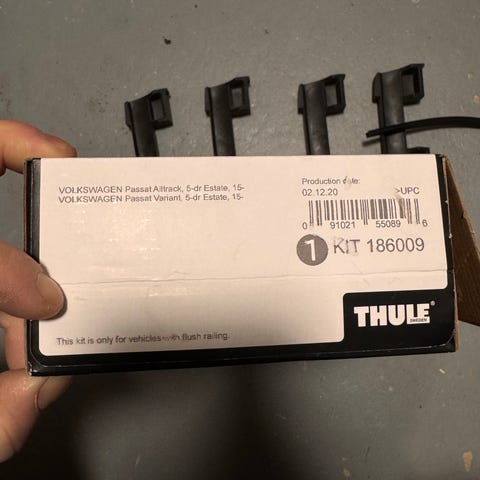 VOLKSWAGEN Passat Alltrack, 5-dr Estate, 15-
VOLKSWAGEN Passat Variant, 5-dr Estate, 15-
Production date:
02.12.20 >UPC
0 91021 55089 6
1 KIT 186009
THULE®
SWEDEN
This kit is only for vehicles with flush railing.